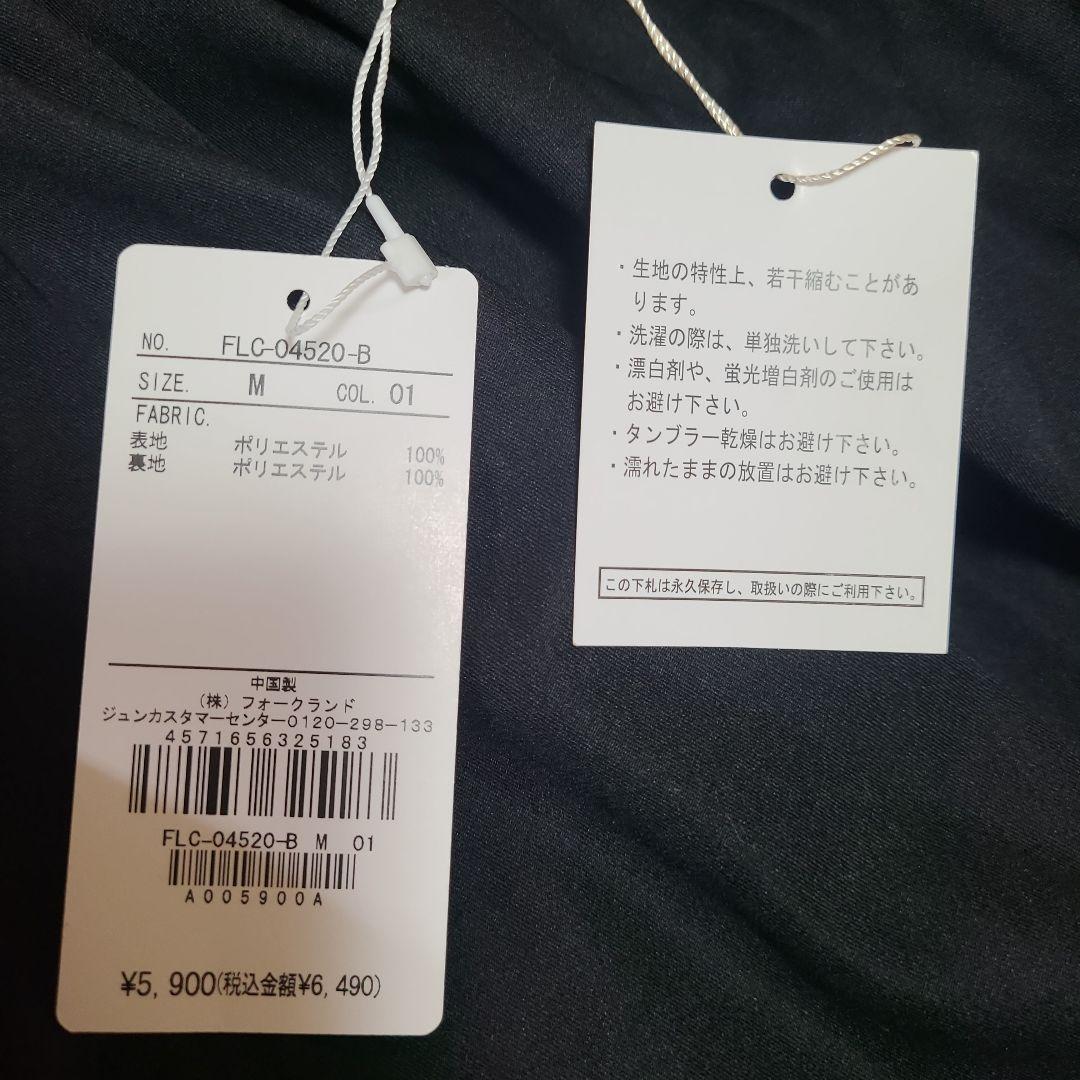 NO. FLC-04520-B
SIZE. M COL. 01
FABRIC.
表地 ポリエステル 100%
裏地 ポリエステル 100%
中国製
(株) フォークランド
ジュンカスタマーセンター0120-298-133
4571656325183
FLC-04520-B M 01
A005900A
¥5,900(税込金額¥6,490)
・生地の特性上、若干縮むことがあ
ります。
・洗濯の際は、単独洗いして下さい。
・漂白剤や、蛍光増白剤のご使用は
お避け下さい。
・タンブラー乾燥はお避け下さい。
・濡れたままの放置はお避け下さい。
この下札は永久保存し、取扱いの際にご利用下さい。